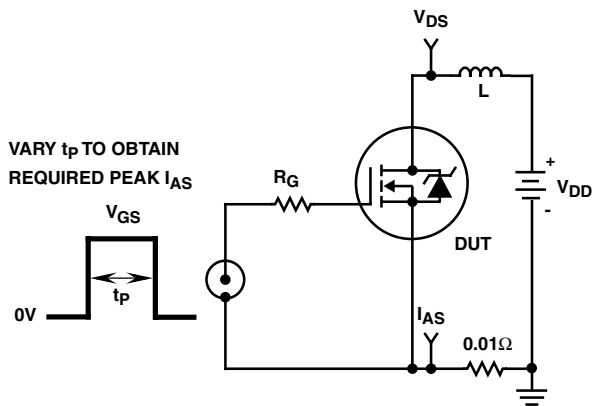 VDS
L
VARY tP TO OBTAIN
REQUIRED PEAK IAS
RG
+
VDD
-
VGS
DUT
tP
0V
IAS
0.01Ω